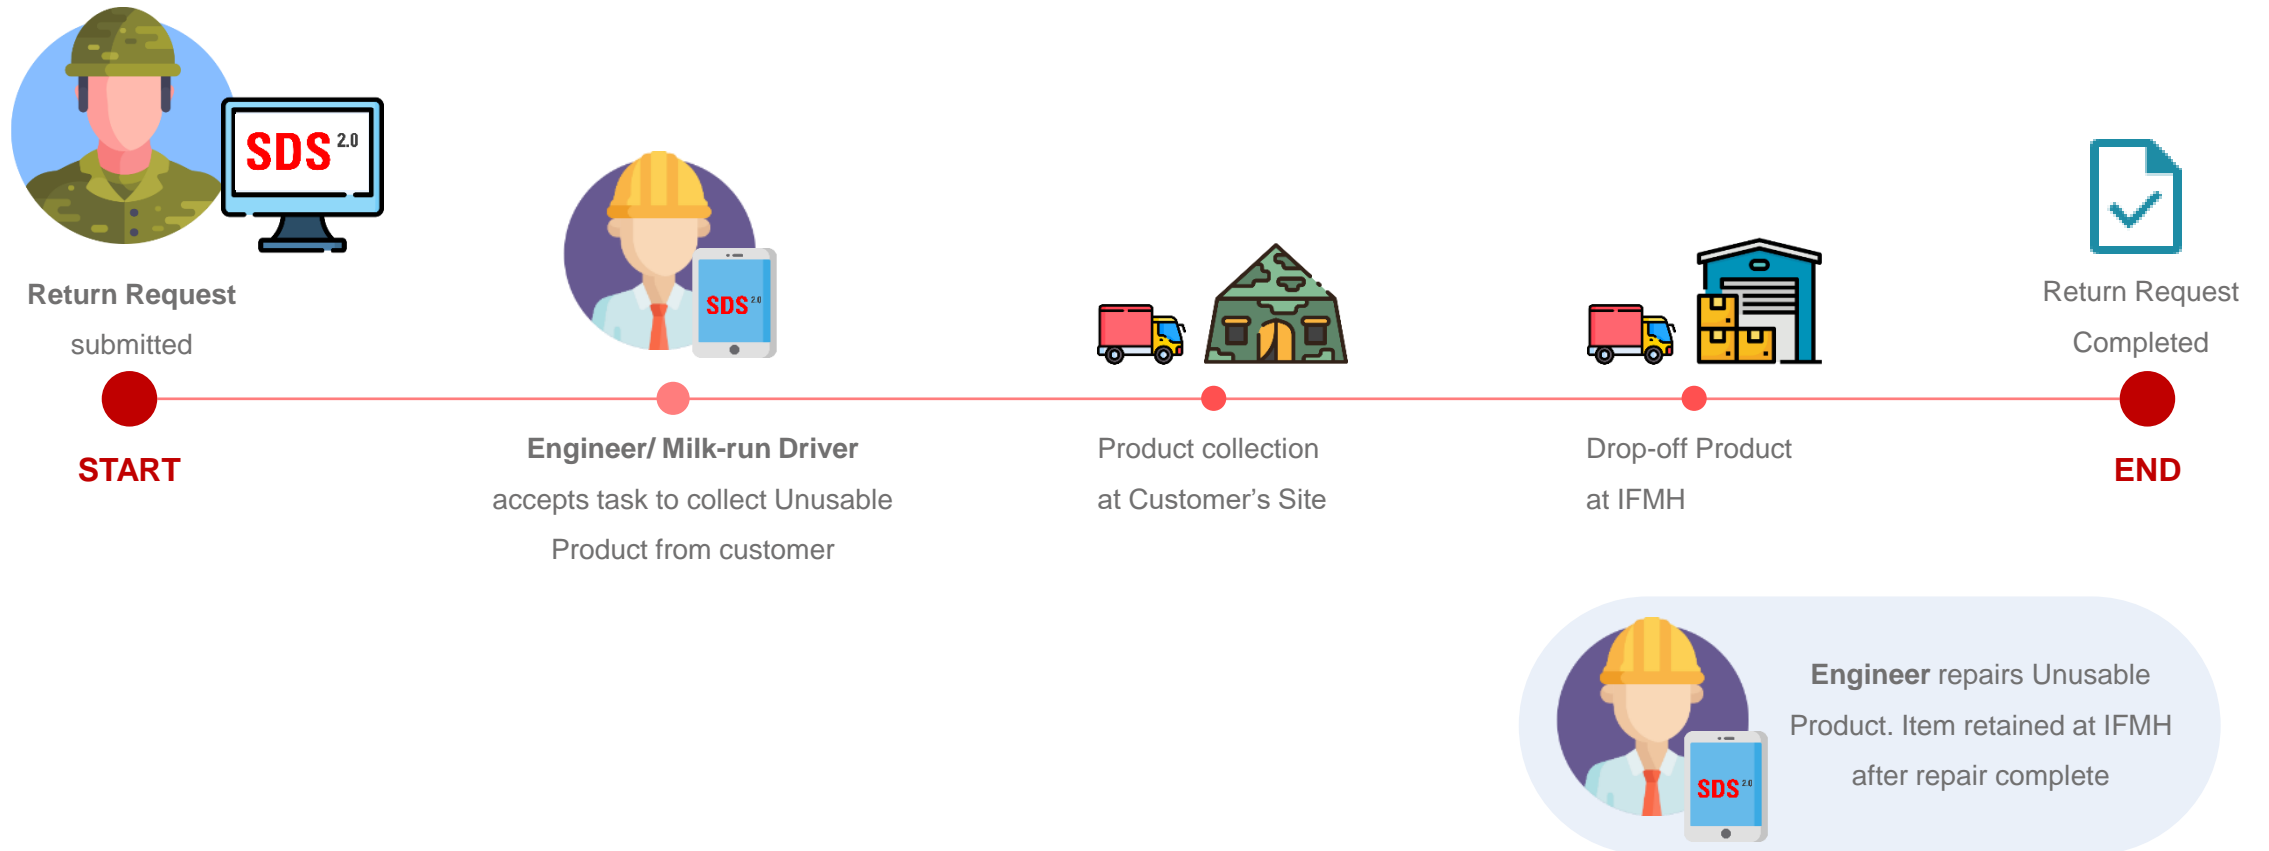 SDS 2.0
Return Request
submitted
START
SDS 2.0
Engineer/ Milk-run Driver
accepts task to collect Unusable
Product from customer
Product collection
at Customer’s Site
Drop-off Product
at IFMH
Return Request
Completed
END
Engineer repairs Unusable
Product. Item retained at IFMH
after repair complete
SDS 2.0